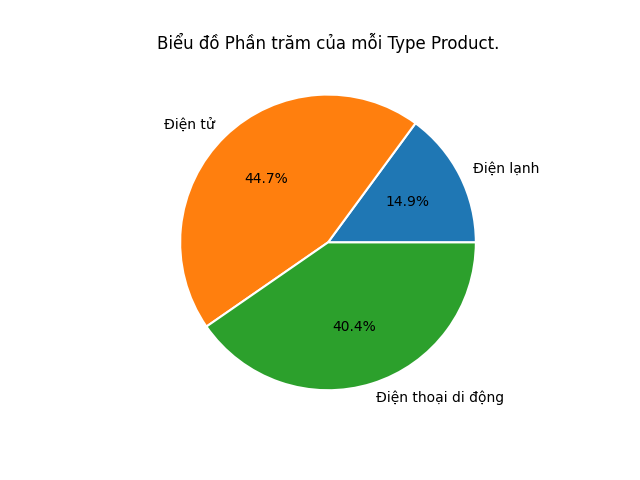 Biểu đồ Phần trăm của mỗi Type Product.
Điện tử
Điện lạnh
44.7%
14.9%
40.4%
Điện thoại di động